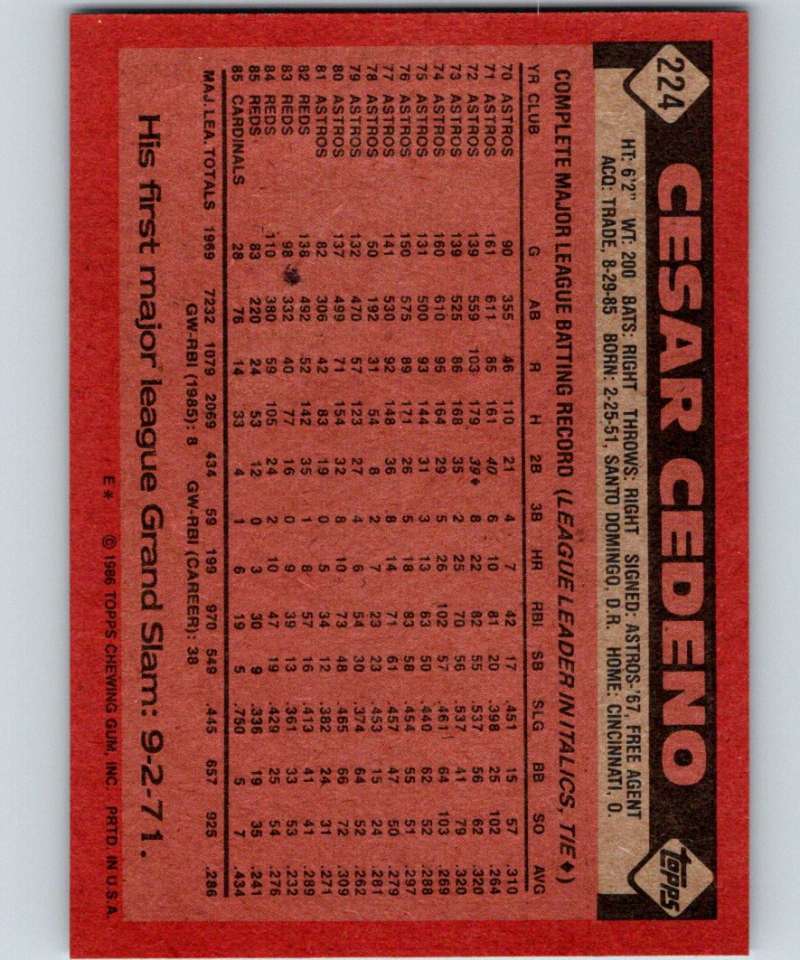 224 CESAR CEDENO topps
HT: 6'2" WT: 200 BATS: RIGHT THROWS: RIGHT SIGNED: ASTROS-'67, FREE AGENT
ACQ: TRADE, 8-29-85 BORN: 2-25-51, SANTO DOMINGO, D.R. HOME: CINCINNATI, O.
COMPLETE MAJOR LEAGUE BATTING RECORD (LEAGUE LEADER IN ITALICS, TIE♦)
YR CLUB G AB R H 2B 3B HR RBI SB SLG BB SO AVG
70 ASTROS 90 355 46 110 21 4 7 42 17 .451 15 57 .310
71 ASTROS 161 611 85 161 40 6 10 81 20 .398 25 102 .264
72 ASTROS 139 559 103 179 39♦ 8 22 82 55 .537 56 62 .320
73 ASTROS 139 525 86 168 35 2 25 70 56 .537 41 79 .320
74 ASTROS 160 610 95 164 29 5 26 102 57 .461 64 103 .269
75 ASTROS 131 500 93 144 31 3 13 63 50 .440 62 52 .288
76 ASTROS 150 575 89 171 26 5 18 83 58 .454 55 51 .297
77 ASTROS 141 530 92 148 36 8 14 71 61 .457 47 50 .279
78 ASTROS 50 192 31 54 8 2 7 23 23 .453 15 24 .281
79 ASTROS 132 470 57 123 27 4 6 54 30 .374 64 52 .262
80 ASTROS 137 499 71 154 32 8 10 73 48 .465 66 72 .309
81 ASTROS 82 306 42 83 19 0 5 34 12 .382 24 31 .271
82 REDS 138 492 52 142 35 1 8 57 16 .413 41 41 .289
83 REDS 98 332 40 77 16 0 9 39 13 .361 33 53 .232
84 REDS 110 380 59 105 24 2 10 47 19 .429 25 54 .276
85 REDS 83 220 24 53 12 0 3 30 9 .336 19 35 .241
85 CARDINALS 28 76 14 33 4 1 6 19 5 .750 5 7 .434
MAJ. LEA. TOTALS 1969 7232 1079 2069 434 59 199 970 549 .445 657 925 .286
GW-RBI (1985): 8 GW-RBI (CAREER): 38
His first major league Grand Slam: 9-2-71.
E* © 1986 TOPPS CHEWING GUM, INC. PRTD. IN U.S.A.